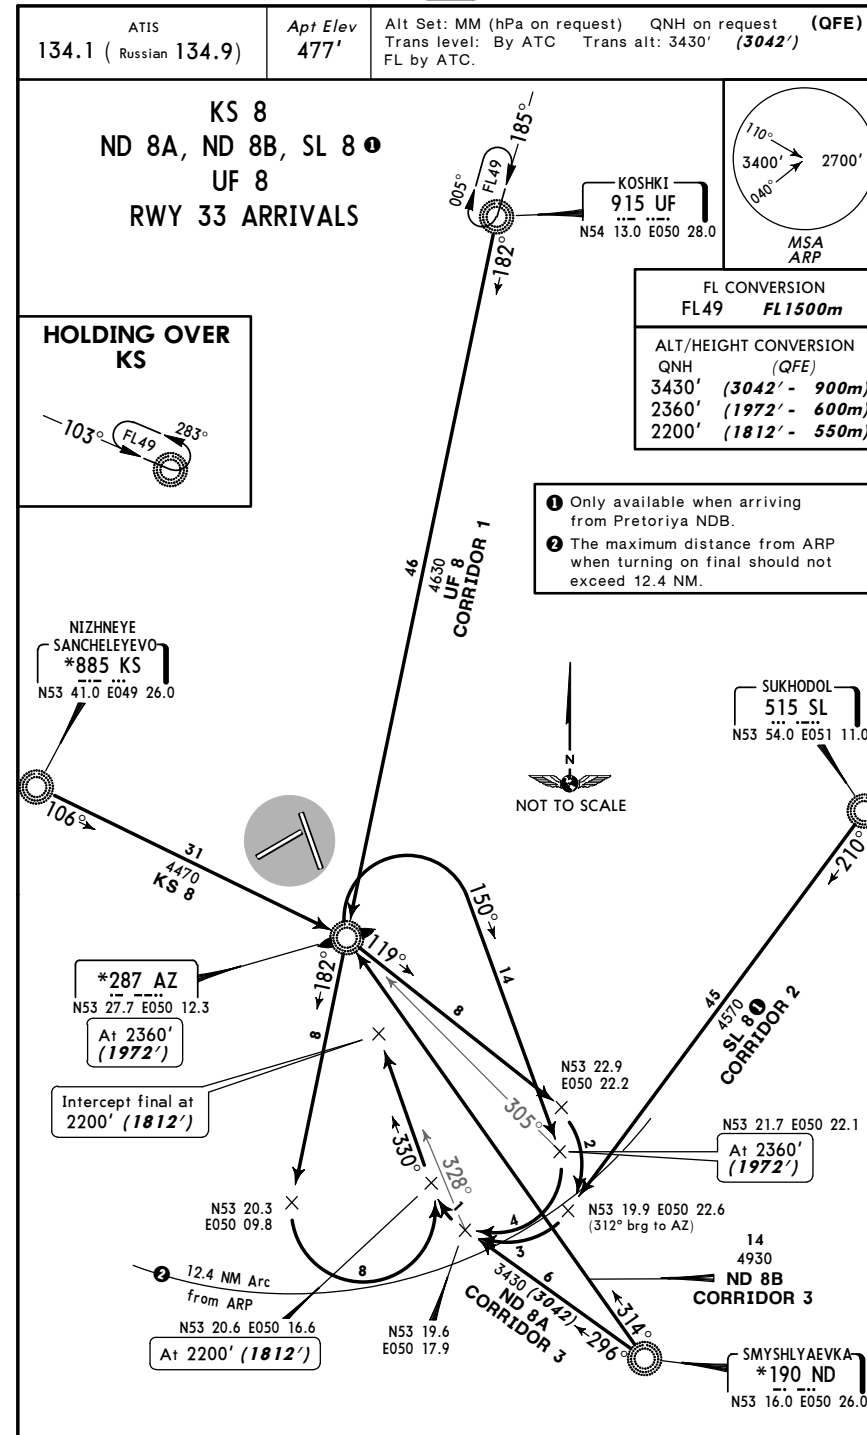 ATIS
134.1 ( Russian 134.9)
Apt Elev
477'
Alt Set: MM (hPa on request) QNH on request (QFE)
Trans level: By ATC Trans alt: 3430' (3042')
FL by ATC.
KS 8
ND 8A, ND 8B, SL 8 ❶
UF 8
RWY 33 ARRIVALS
185°
005°
FL49
182°
KOSHKI
915 UF
N54 13.0 E050 28.0
110°
3400'
2700'
040°
MSA
ARP
FL CONVERSION
FL49 FL1500m
ALT/HEIGHT CONVERSION
QNH (QFE)
3430' (3042' - 900m)
2360' (1972' - 600m)
2200' (1812' - 550m)
HOLDING OVER
KS
103°
FL49
283°
❶ Only available when arriving
from Pretoriya NDB.
❷ The maximum distance from ARP
when turning on final should not
exceed 12.4 NM.
46
4630
UF 8
CORRIDOR 1
NIZHNEYE
SANCHELEYEVO
*885 KS
N53 41.0 E049 26.0
106°
31
4470
KS 8
N
NOT TO SCALE
SUKHODOL
515 SL
N53 54.0 E051 11.0
210°
45
4570
SL 8 ❶
CORRIDOR 2
*287 AZ
N53 27.7 E050 12.3
At 2360'
(1972')
182°
8
119°
8
150°
14
Intercept final at
2200' (1812')
305°
N53 22.9
E050 22.2
2
N53 21.7 E050 22.1
At 2360'
(1972')
330°
328°
1
N53 20.3
E050 09.8
8
N53 19.9 E050 22.6
(312° brg to AZ)
4
3
❷ 12.4 NM Arc
from ARP
N53 20.6 E050 16.6
At 2200' (1812')
N53 19.6
E050 17.9
6
3430 (3042)
ND 8A
CORRIDOR 3
296°
314°
14
4930
ND 8B
CORRIDOR 3
SMYSHLYAEVKA
*190 ND
N53 16.0 E050 26.0